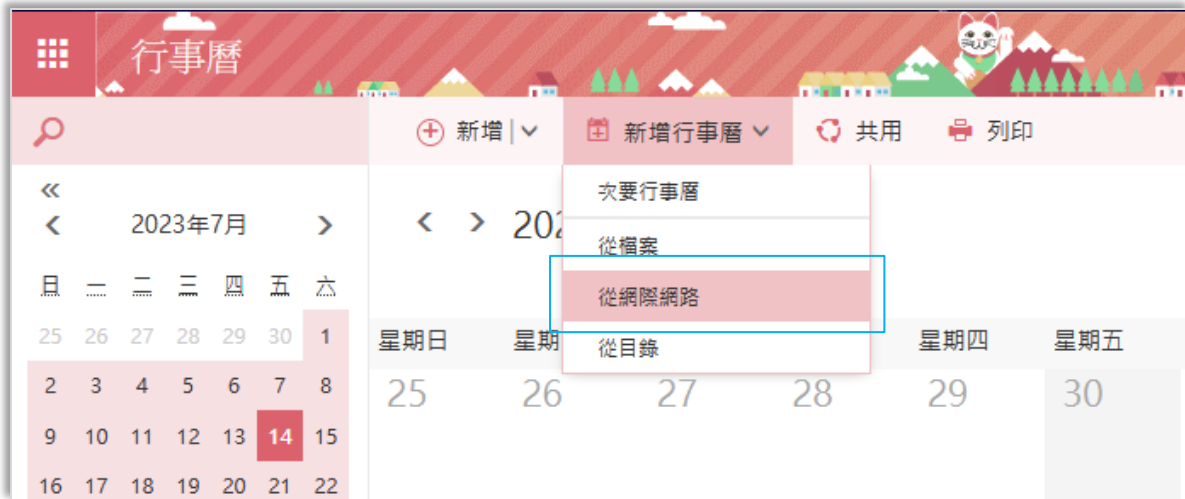 行事曆
新增
新增行事曆
共用
列印
次要行事曆
從檔案
從網際網路
從目錄
2023年7月
日 一 二 三 四 五 六
25 26 27 28 29 30 1
2 3 4 5 6 7 8
9 10 11 12 13 14 15
16 17 18 19 20 21 22
202
星期日 星期 星期四 星期五
25 26 27 28 29 30